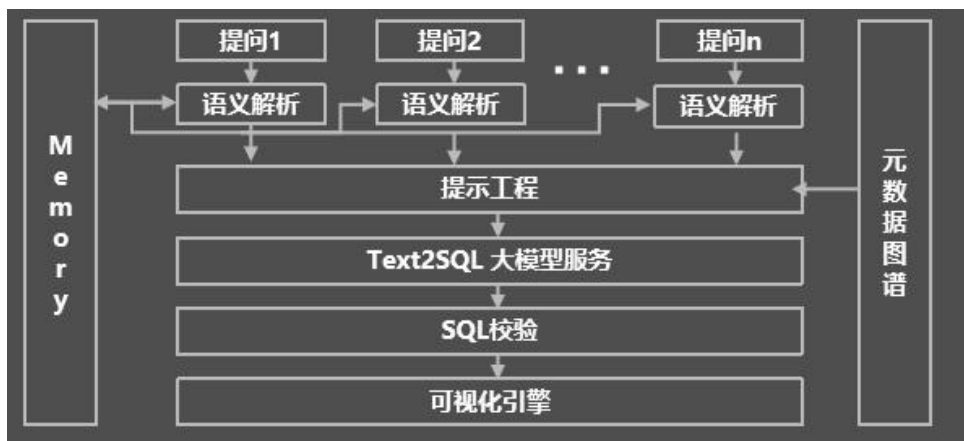 提问1
提问2
提问n
语义解析
语义解析
语义解析
Memory
提示工程
元数据图谱
Text2SQL 大模型服务
SQL校验
可视化引擎